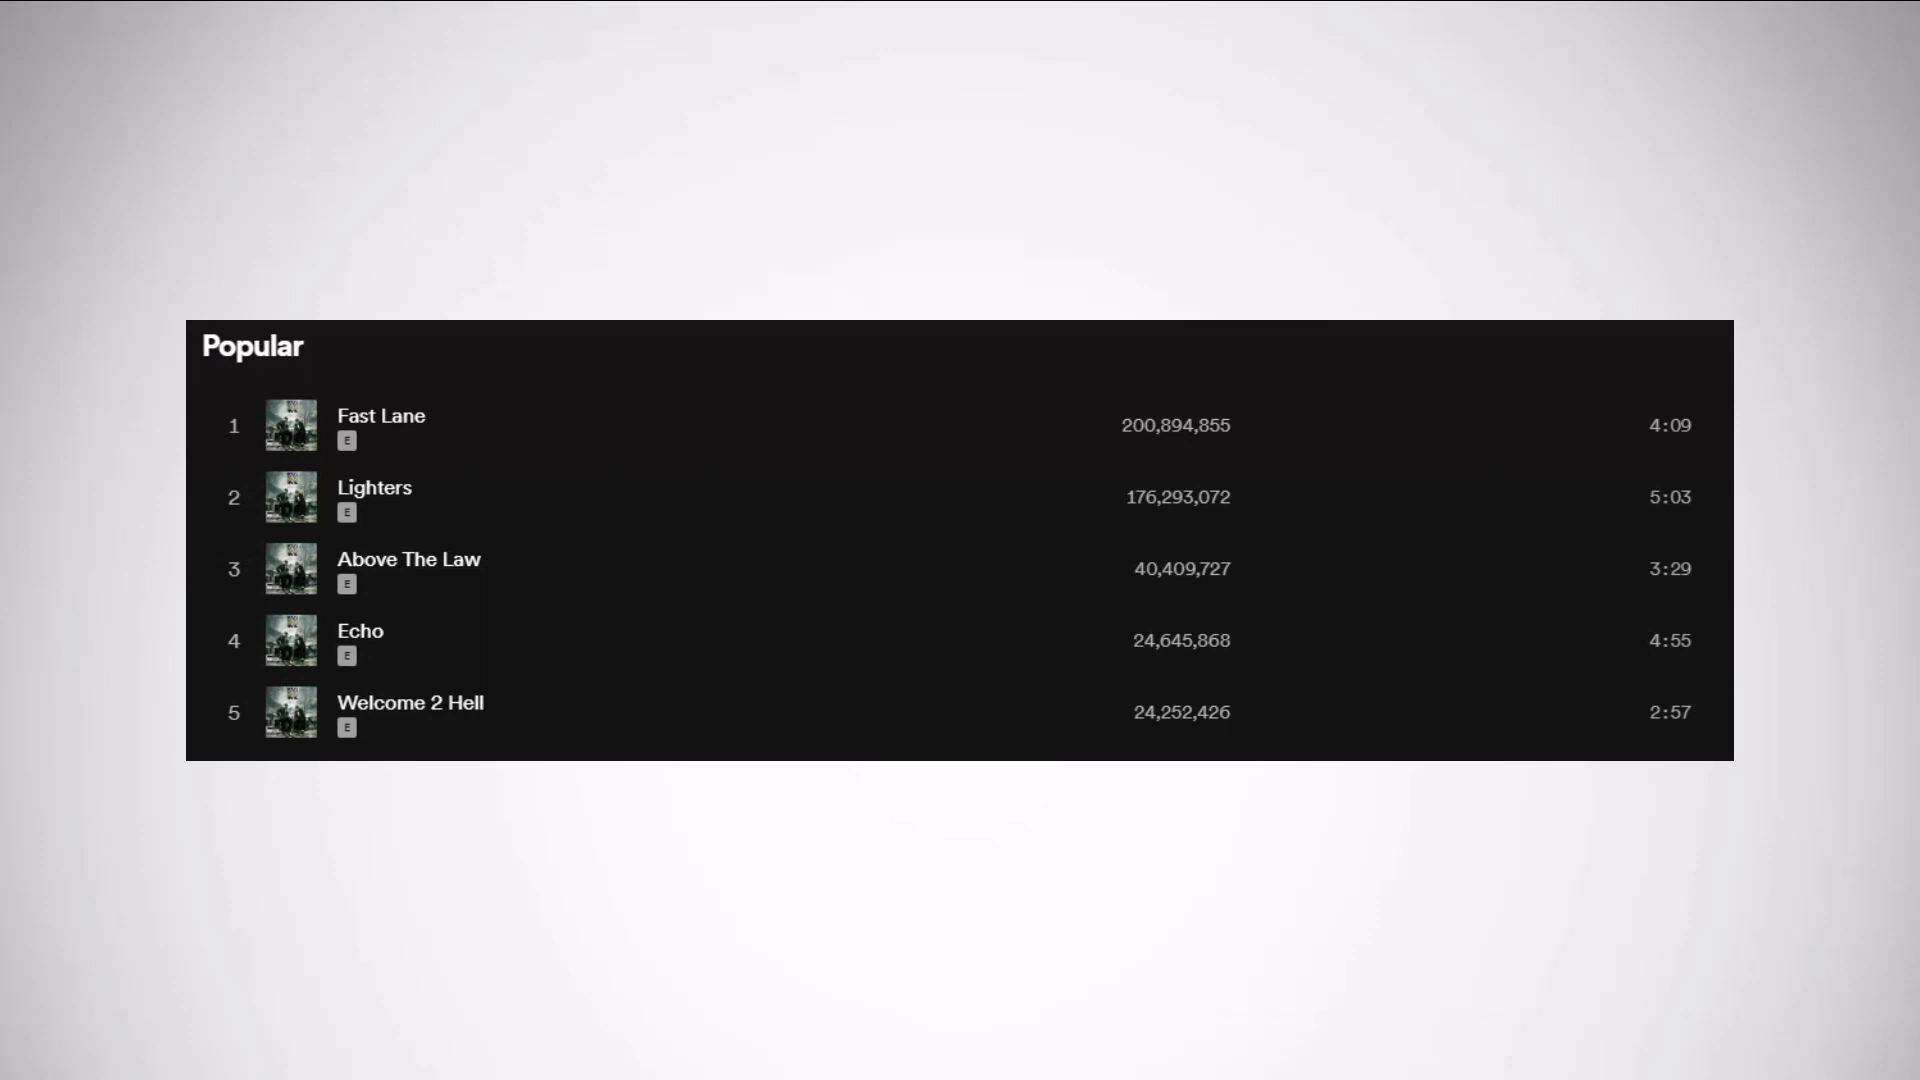 Popular
1 Fast Lane 200,894,855 4:09
E
2 Lighters 176,293,072 5:03
E
3 Above The Law 40,409,727 3:29
E
4 Echo 24,645,868 4:55
E
5 Welcome 2 Hell 24,252,426 2:57
E